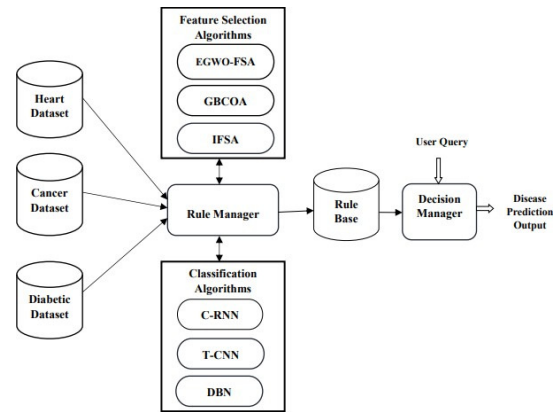 Feature Selection
Algorithms
EGWO-FSA
GBCOA
IFSA
Heart
Dataset
Cancer
Dataset
Diabetic
Dataset
Rule Manager
Rule
Base
User Query
Decision
Manager
Disease
Prediction
Output
Classification
Algorithms
C-RNN
T-CNN
DBN